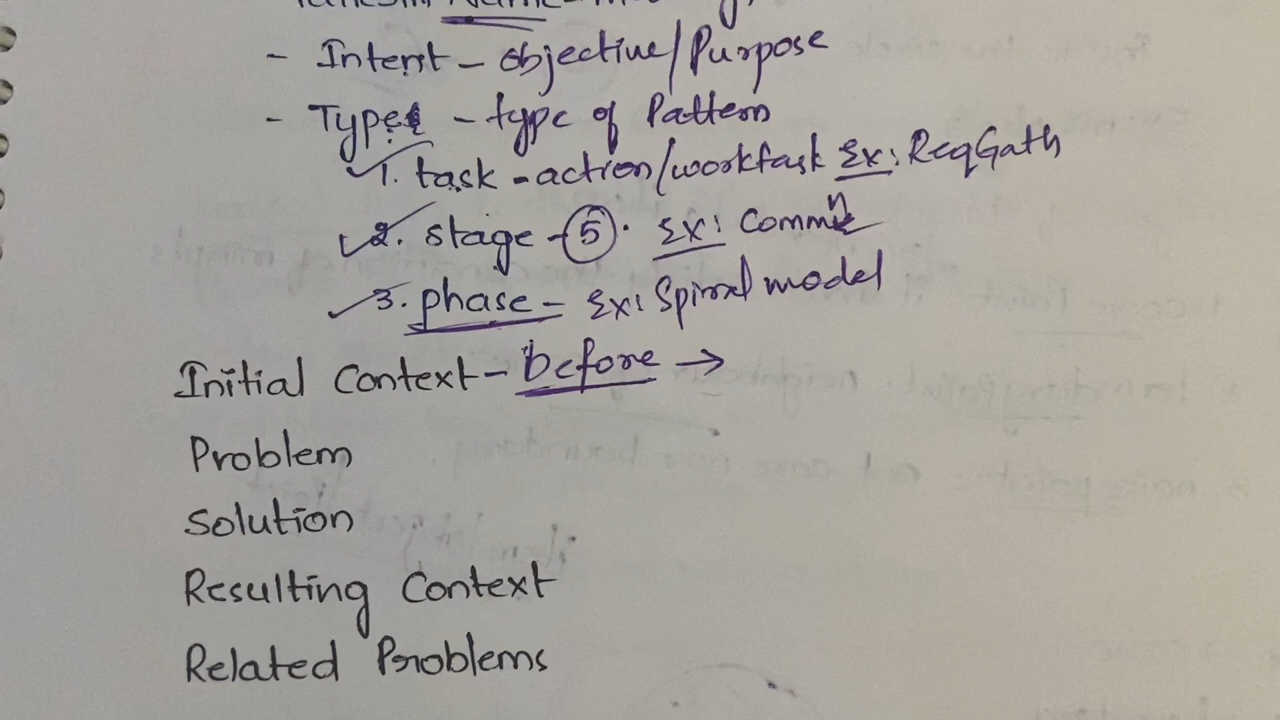 Name
- Intent - objective/Purpose
- Type - type of Pattern
1. task - action/worktask Ex: ReqGath
2. stage - 5. Ex: Commn
3. phase - Ex: Spiral model
Initial Context - before →
Problem
Solution
Resulting Context
Related Problems